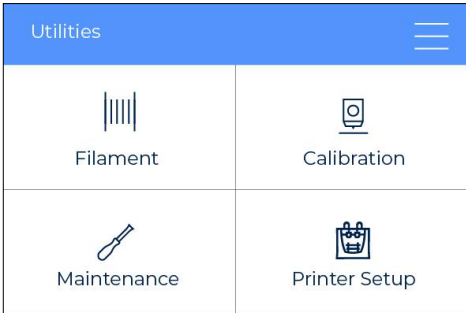 Utilities
Filament
Calibration
Maintenance
Printer Setup